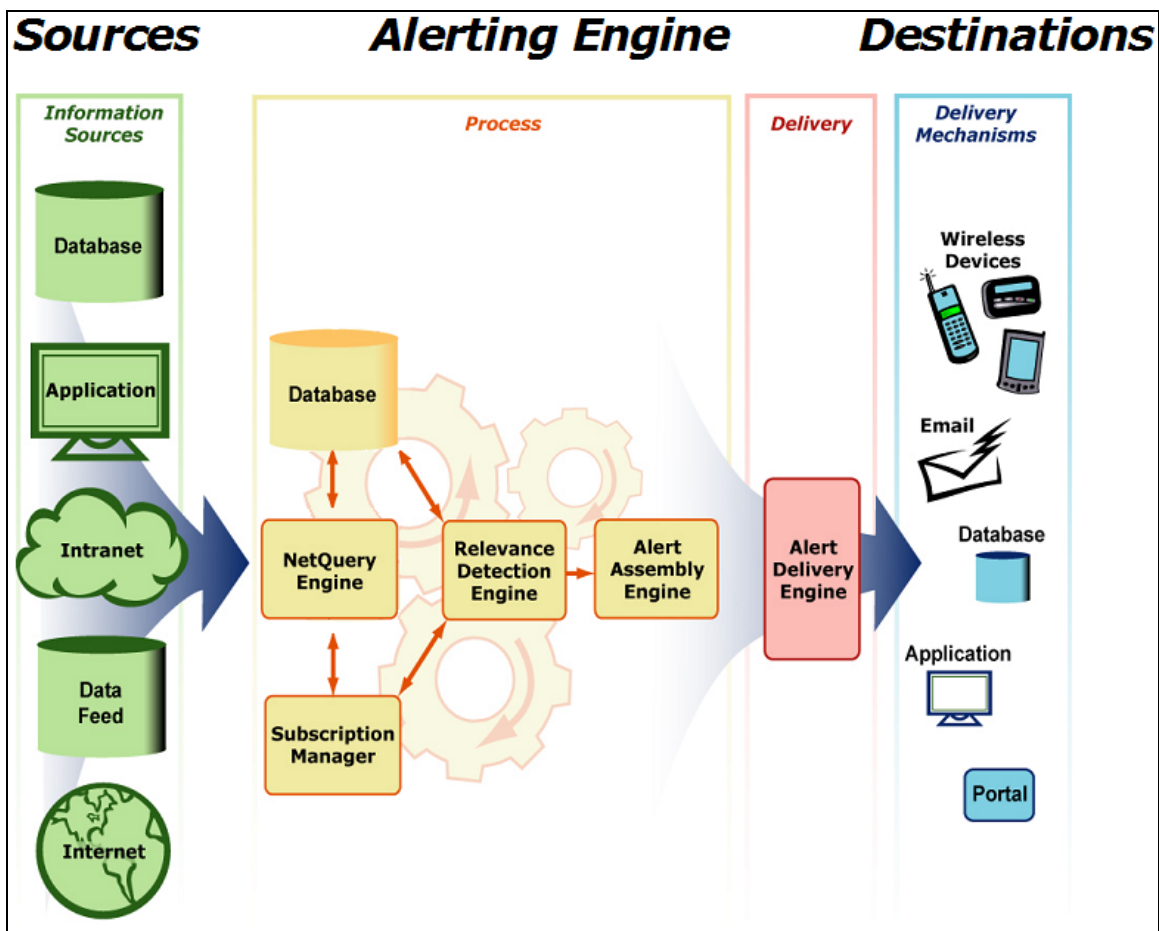 Sources
Alerting Engine
Destinations
Information
Sources
Process
Delivery
Delivery
Mechanisms
Database
Application
Intranet
Data
Feed
Internet
Database
NetQuery
Engine
Relevance
Detection
Engine
Alert
Assembly
Engine
Subscription
Manager
Alert
Delivery
Engine
Wireless
Devices
Email
Database
Application
Portal